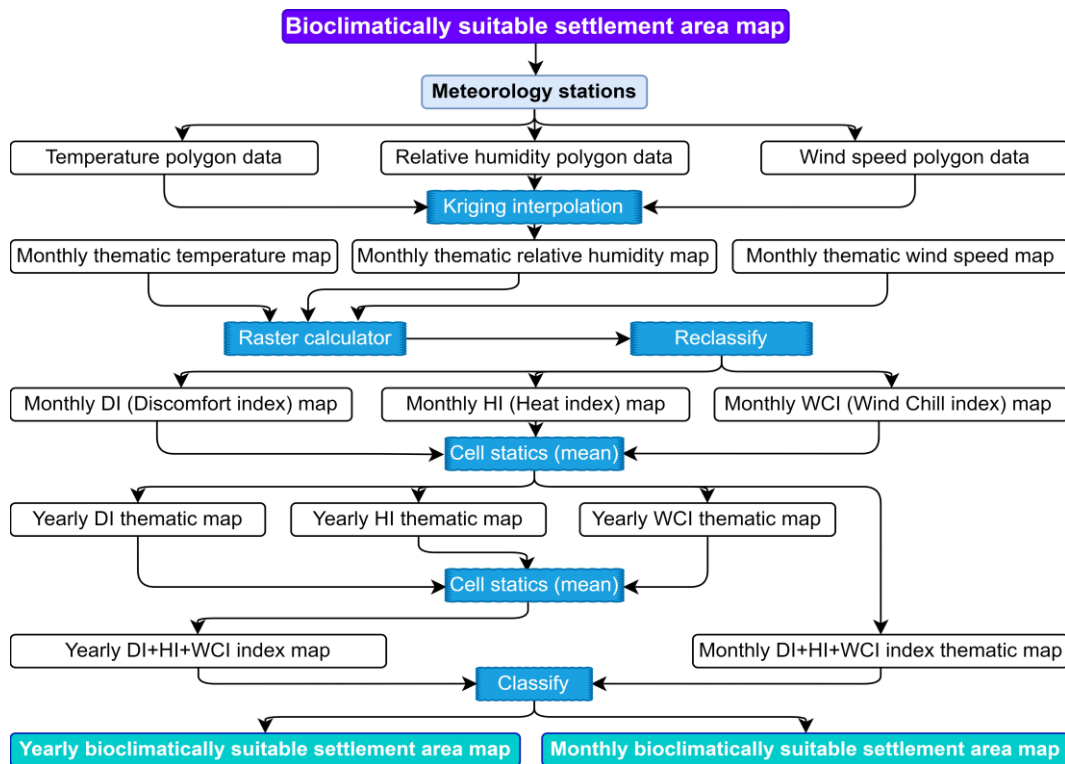 Bioclimatically suitable settlement area map
Meteorology stations
Temperature polygon data
Relative humidity polygon data
Wind speed polygon data
Kriging interpolation
Monthly thematic temperature map
Monthly thematic relative humidity map
Monthly thematic wind speed map
Raster calculator
Reclassify
Monthly DI (Discomfort index) map
Monthly HI (Heat index) map
Monthly WCI (Wind Chill index) map
Cell statics (mean)
Yearly DI thematic map
Yearly HI thematic map
Yearly WCI thematic map
Cell statics (mean)
Yearly DI+HI+WCI index map
Monthly DI+HI+WCI index thematic map
Classify
Yearly bioclimatically suitable settlement area map
Monthly bioclimatically suitable settlement area map